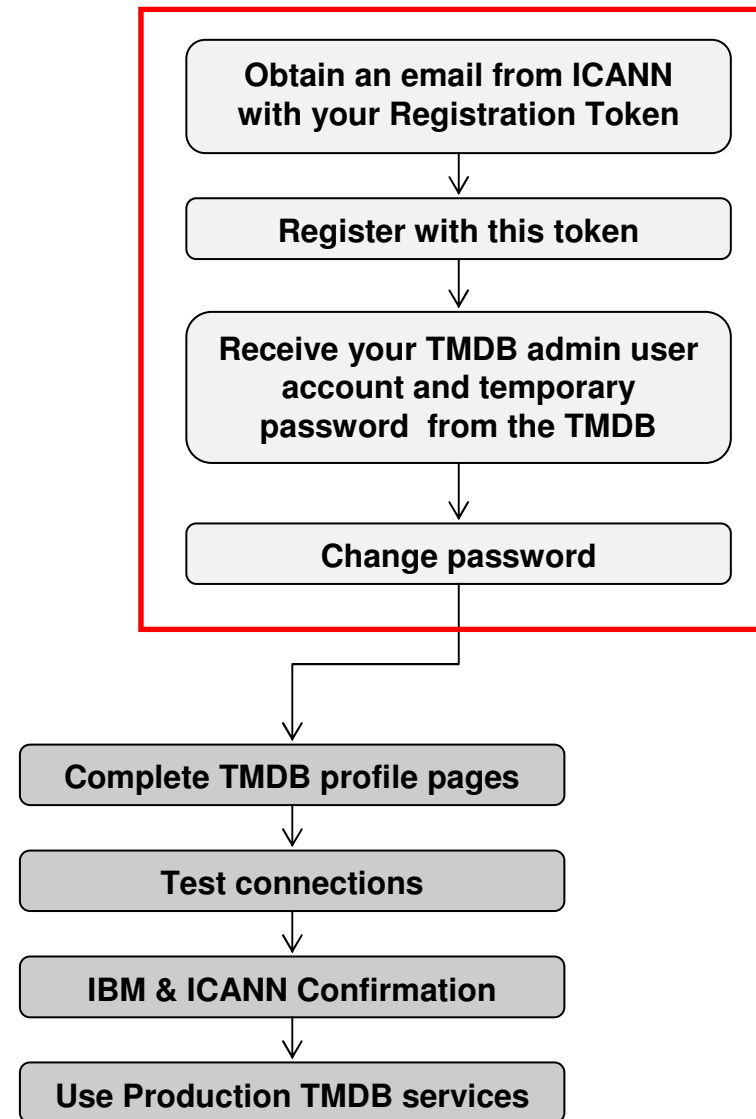 Obtain an email from ICANN
with your Registration Token
Register with this token
Receive your TMDB admin user
account and temporary
password  from the TMDB
Change password
Complete TMDB profile pages
Test connections
IBM & ICANN Confirmation
Use Production TMDB services